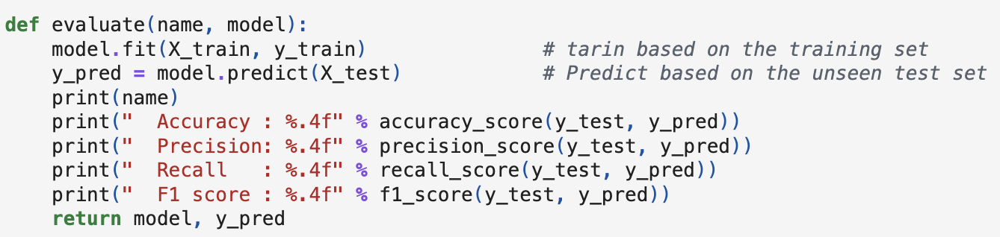 def evaluate(name, model):
    model.fit(X_train, y_train)               # tarin based on the training set
    y_pred = model.predict(X_test)            # Predict based on the unseen test set
    print(name)
    print("  Accuracy : %.4f" % accuracy_score(y_test, y_pred))
    print("  Precision: %.4f" % precision_score(y_test, y_pred))
    print("  Recall   : %.4f" % recall_score(y_test, y_pred))
    print("  F1 score : %.4f" % f1_score(y_test, y_pred))
    return model, y_pred